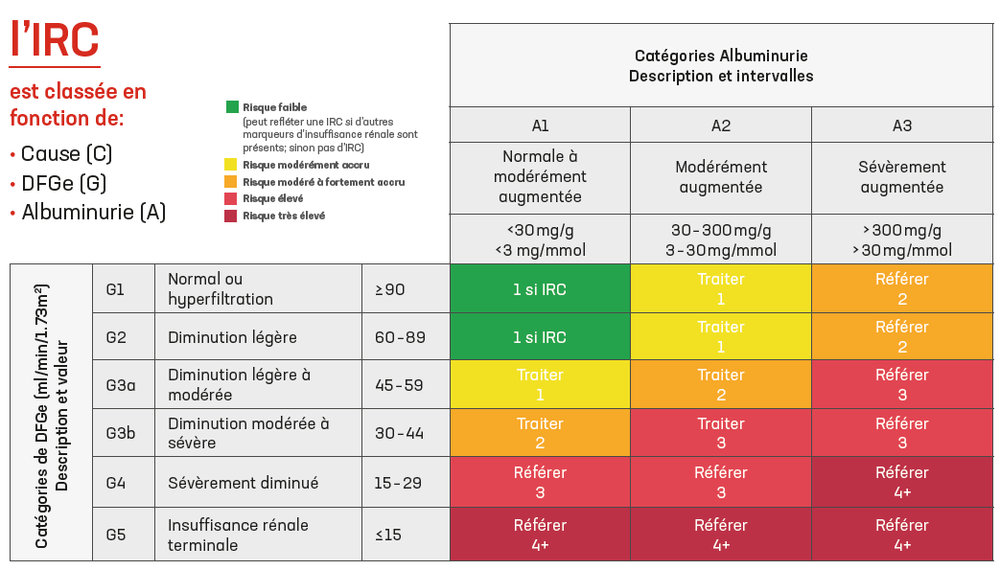 l'IRC
est classée en
fonction de:
• Cause (C)
• DFGe (G)
• Albuminurie (A)
Risque faible
(peut refléter une IRC si d'autres
marqueurs d'insuffisance rénale sont
présents; sinon pas d'IRC)
Risque modérément accru
Risque modéré à fortement accru
Risque élevé
Risque très élevé
Catégories Albuminurie
Description et intervalles
A1
A2
A3
Normale à
modérément
augmentée
Modérément
augmentée
Sévèrement
augmentée
<30 mg/g
<3 mg/mmol
30–300 mg/g
3–30 mg/mmol
>300 mg/g
>30 mg/mmol
Catégories de DFGe (ml/min/1.73m²)
Description et valeur
G1
Normal ou
hyperfiltration
≥90
1 si IRC
Traiter
1
Référer
2
G2
Diminution légère
60–89
1 si IRC
Traiter
1
Référer
2
G3a
Diminution légère à
modérée
45–59
Traiter
1
Traiter
2
Référer
3
G3b
Diminution modérée à
sévère
30–44
Traiter
2
Traiter
3
Référer
3
G4
Sévèrement diminué
15–29
Référer
3
Référer
3
Référer
4+
G5
Insuffisance rénale
terminale
≤15
Référer
4+
Référer
4+
Référer
4+